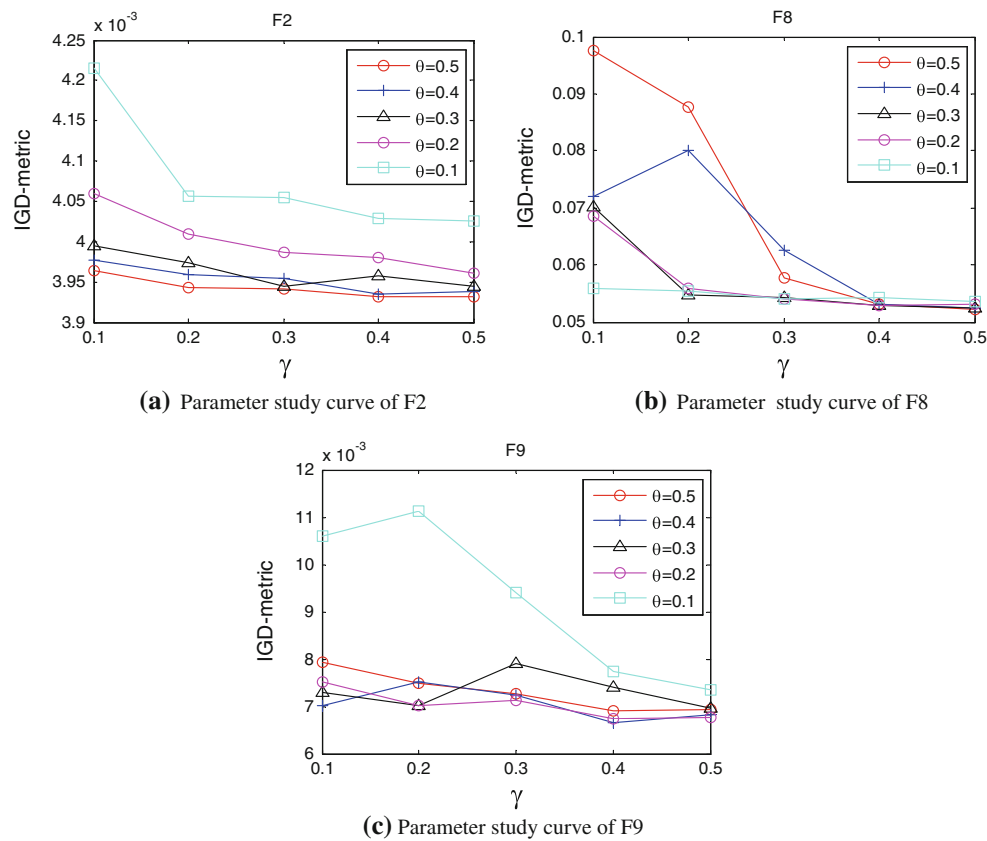 x 10⁻³
F2
4.25
4.2
4.15
4.1
4.05
4
3.95
3.9
IGD-metric
θ=0.5
θ=0.4
θ=0.3
θ=0.2
θ=0.1
0.1 0.2 0.3 0.4 0.5
γ
(a) Parameter study curve of F2
F8
0.1
0.09
0.08
0.07
0.06
0.05
IGD-metric
θ=0.5
θ=0.4
θ=0.3
θ=0.2
θ=0.1
0.1 0.2 0.3 0.4 0.5
γ
(b) Parameter study curve of F8
x 10⁻³
F9
12
11
10
9
8
7
6
IGD-metric
θ=0.5
θ=0.4
θ=0.3
θ=0.2
θ=0.1
0.1 0.2 0.3 0.4 0.5
γ
(c) Parameter study curve of F9